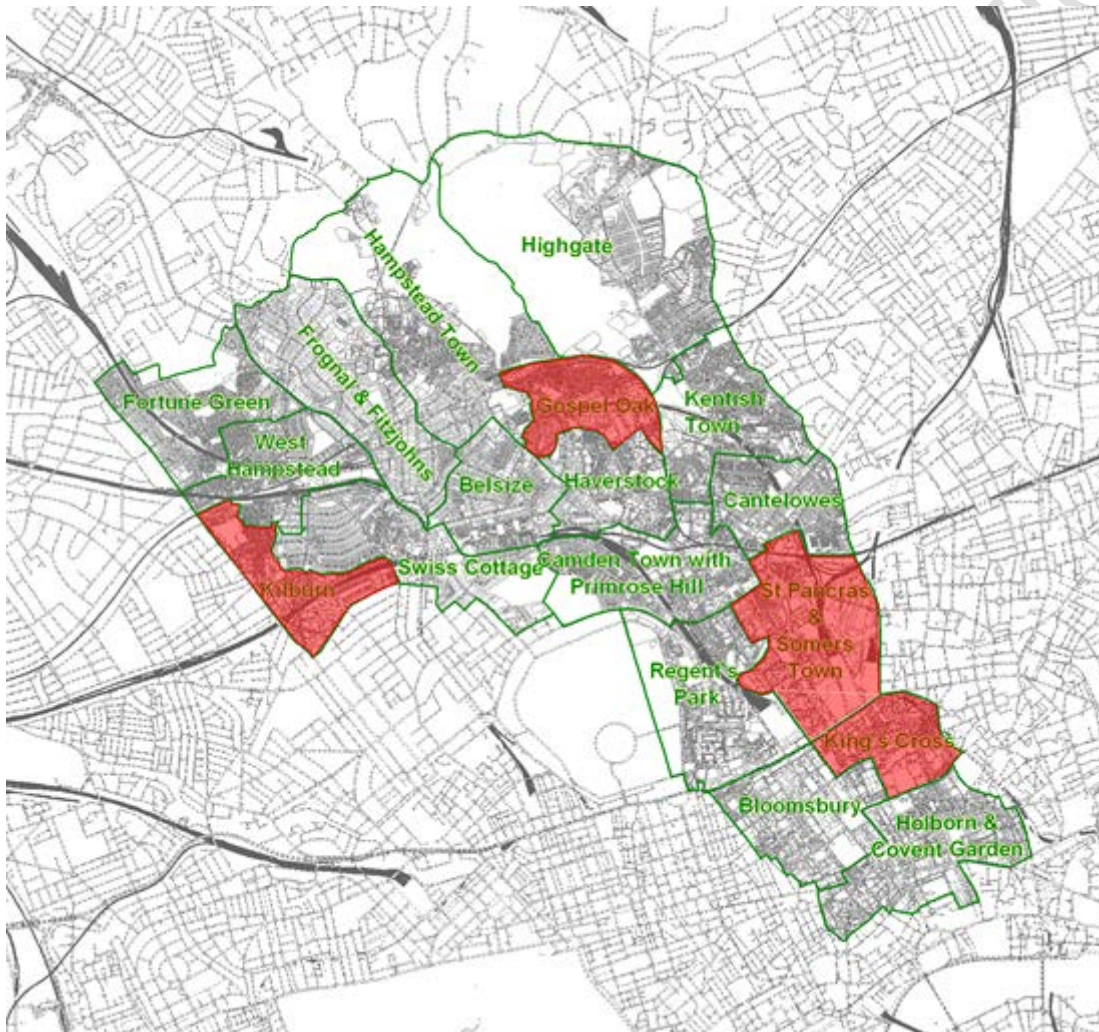 Highgate
Hampstead Town
Frognal & Fitzjohns
Gospel Oak
Kentish
Town
Fortune Green
West
Hampstead
Belsize
Haverstock
Cantelowes
Swiss Cottage
Camden Town with
Primrose Hill
Kilburn
St Pancras
&
Somers
Town
Regent's
Park
King's Cross
Bloomsbury
Holborn &
Covent Garden